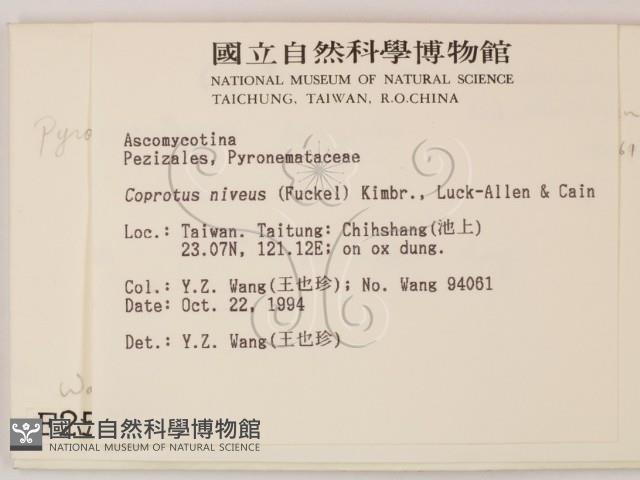 國立自然科學博物館
NATIONAL MUSEUM OF NATURAL SCIENCE
TAICHUNG, TAIWAN, R.O.CHINA
Pyro
Ascomycotina
Pezizales, Pyronemataceae
Coprotus niveus (Fuckel) Kimbr., Luck-Allen & Cain
Loc.: Taiwan. Taitung: Chihshang(池上)
23.07N, 121.12E; on ox dung.
Col.: Y.Z. Wang(王也珍); No. Wang 94061
Date: Oct. 22, 1994
Det.: Y.Z. Wang(王也珍)
國立自然科學博物館
NATIONAL MUSEUM OF NATURAL SCIENCE